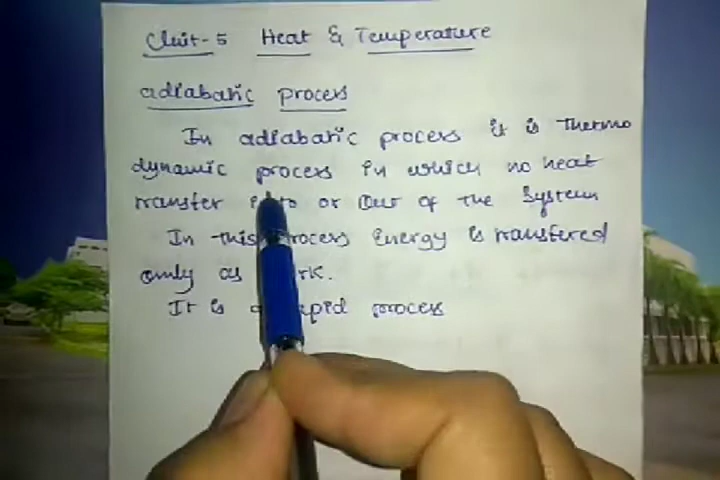 Unit-5 Heat & Temperature
adiabatic process
In adiabatic process it is Thermo
dynamic process in which no heat
transfer to or Out of the System
In this process Energy is transfered
only as
It is process